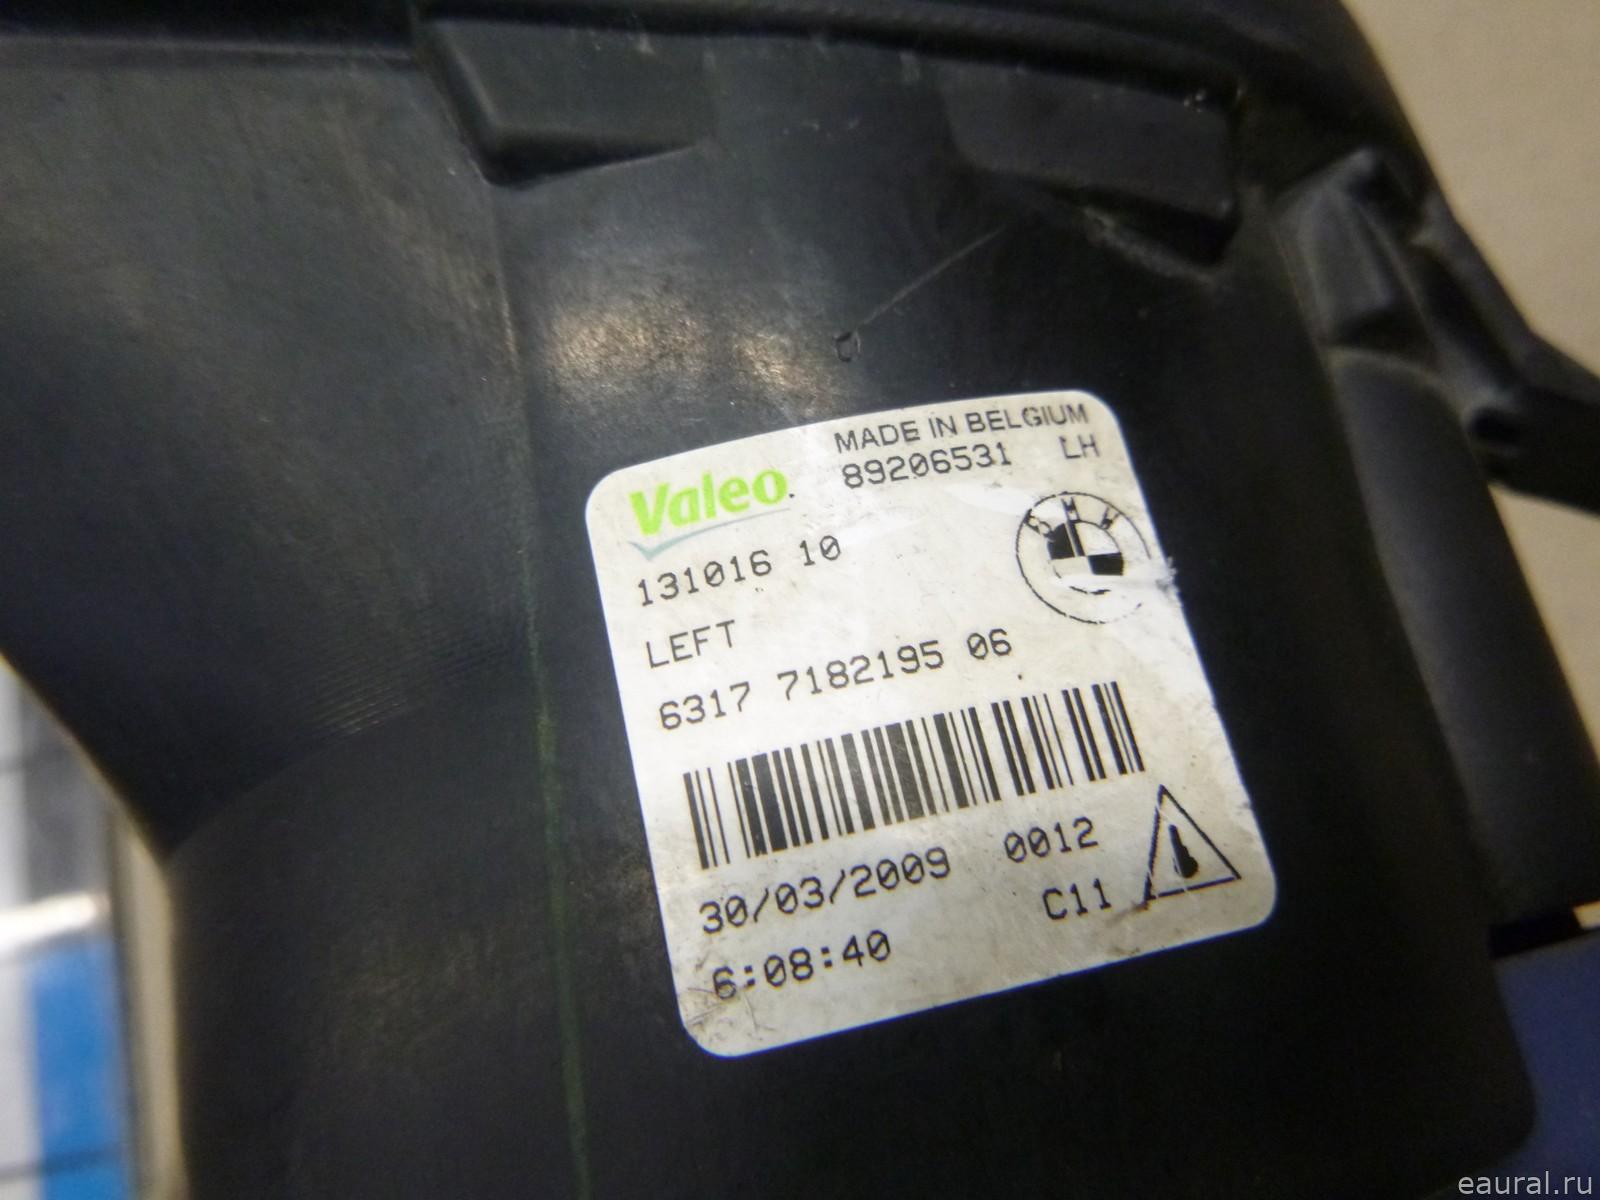 MADE IN BELGIUM
Valeo 89206531 LH
BMW
131016 10
LEFT
6317 7182195 06
30/03/2009 0012
C11
6:08:40
eaural.ru